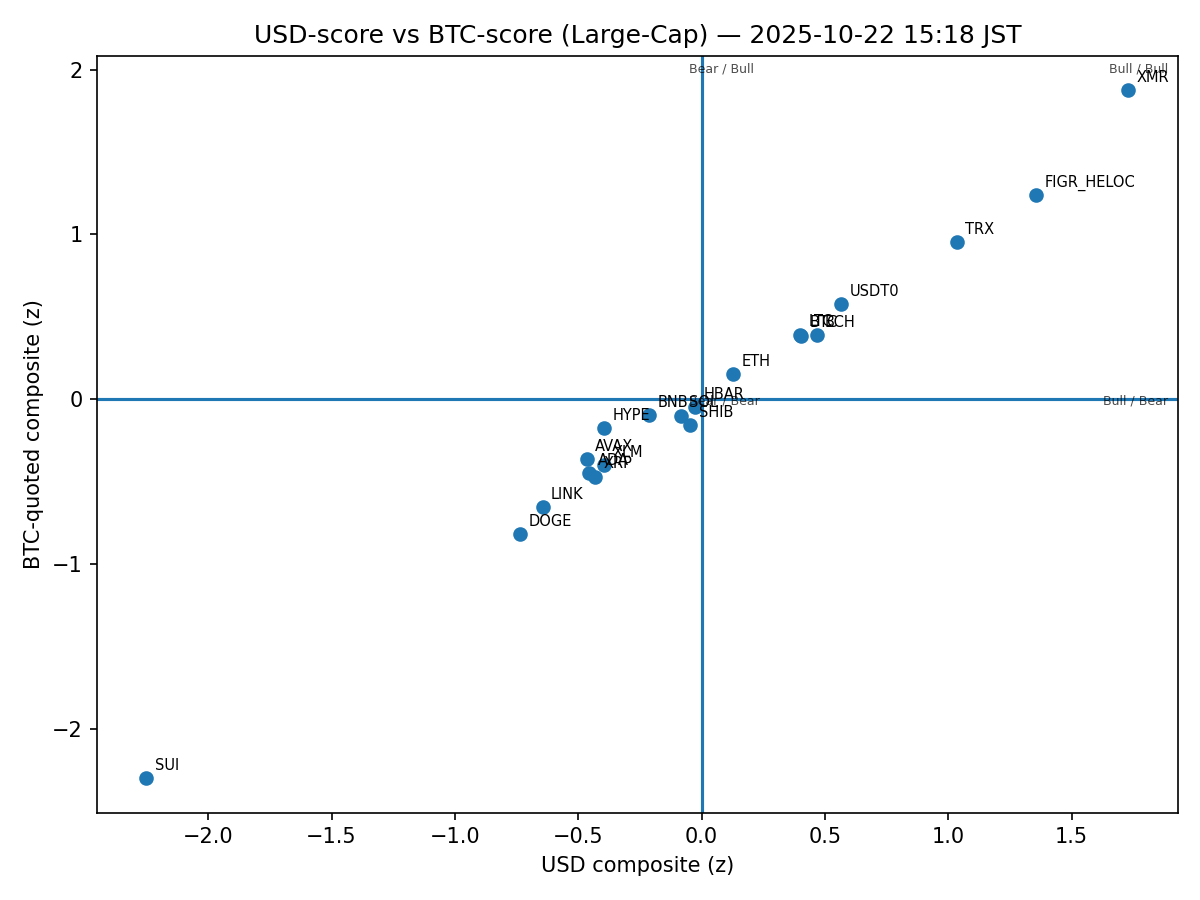 USD-score vs BTC-score (Large-Cap) — 2025-10-22 15:18 JST
BTC-quoted composite (z)
2
1
0
−1
−2
Bear / Bull
Bull / Bull
XMR
FIGR_HELOC
TRX
USDT0
BCH
ETH
HBAR
BNB
SOL
/ Bear
Bull / Bear
SHIB
HYPE
AVAX
XLM
ADA
XRP
LINK
DOGE
SUI
−2.0
−1.5
−1.0
−0.5
0.0
0.5
1.0
1.5
USD composite (z)